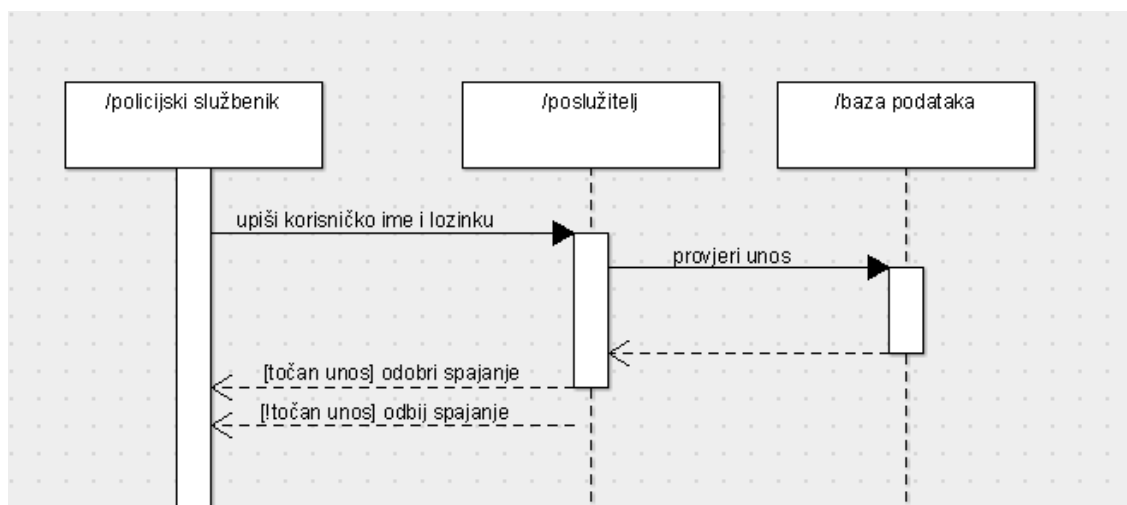 /policijski službenik
/poslužitelj
/baza podataka
upiši korisničko ime i lozinku
provjeri unos
[točan unos] odobri spajanje
[!točan unos] odbij spajanje